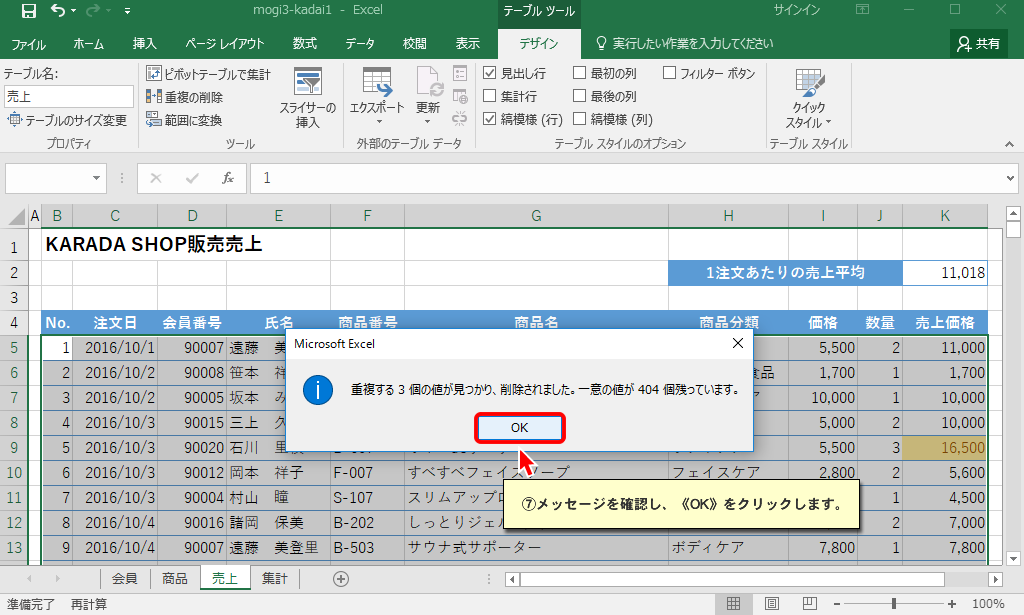 mogi3-kadai1 - Excel
テーブル ツール
サインイン
ファイル ホーム 挿入 ページ レイアウト 数式 データ 校閲 表示 デザイン 実行したい作業を入力してください 共有
テーブル名:
売上
テーブルのサイズ変更
プロパティ
ピボットテーブルで集計
重複の削除
範囲に変換
ツール
スライサーの
挿入
エクスポート
更新
外部のテーブル データ
見出し行
集計行
縞模様 (行)
最初の列
最後の列
縞模様 (列)
フィルター ボタン
テーブル スタイルのオプション
クイック
スタイル
テーブル スタイル
fx 1
A B C D E F G H I J K
1 KARADA SHOP販売売上
2 1注文あたりの売上平均 11,018
3
4 No. 注文日 会員番号 氏名 商品番号 商品名 商品分類 価格 数量 売上価格
5 1 2016/10/1 90007 遠藤 5,500 2 11,000
6 2 2016/10/2 90008 笹本 食品 1,700 1 1,700
7 3 2016/10/2 90005 坂本 み 10,000 1 10,000
8 4 2016/10/3 90015 三上 久 5,000 2 10,000
9 5 2016/10/3 90020 石川 5,500 3 16,500
10 6 2016/10/3 90012 岡本 祥子 F-007 すべすべフェイスソープ フェイスケア 2,800 2 5,600
11 7 2016/10/3 90004 村山 瞳 S-107 スリムアップ 1 4,500
12 8 2016/10/4 90016 諸岡 保美 B-202 しっとりジェル 2 7,000
13 9 2016/10/4 90007 遠藤 美登里 B-503 サウナ式サポーター ボディケア 7,800 1 7,800
Microsoft Excel
重複する 3 個の値が見つかり、削除されました。一意の値が 404 個残っています。
OK
⑦メッセージを確認し、《OK》をクリックします。
会員 商品 売上 集計
準備完了 再計算 100%